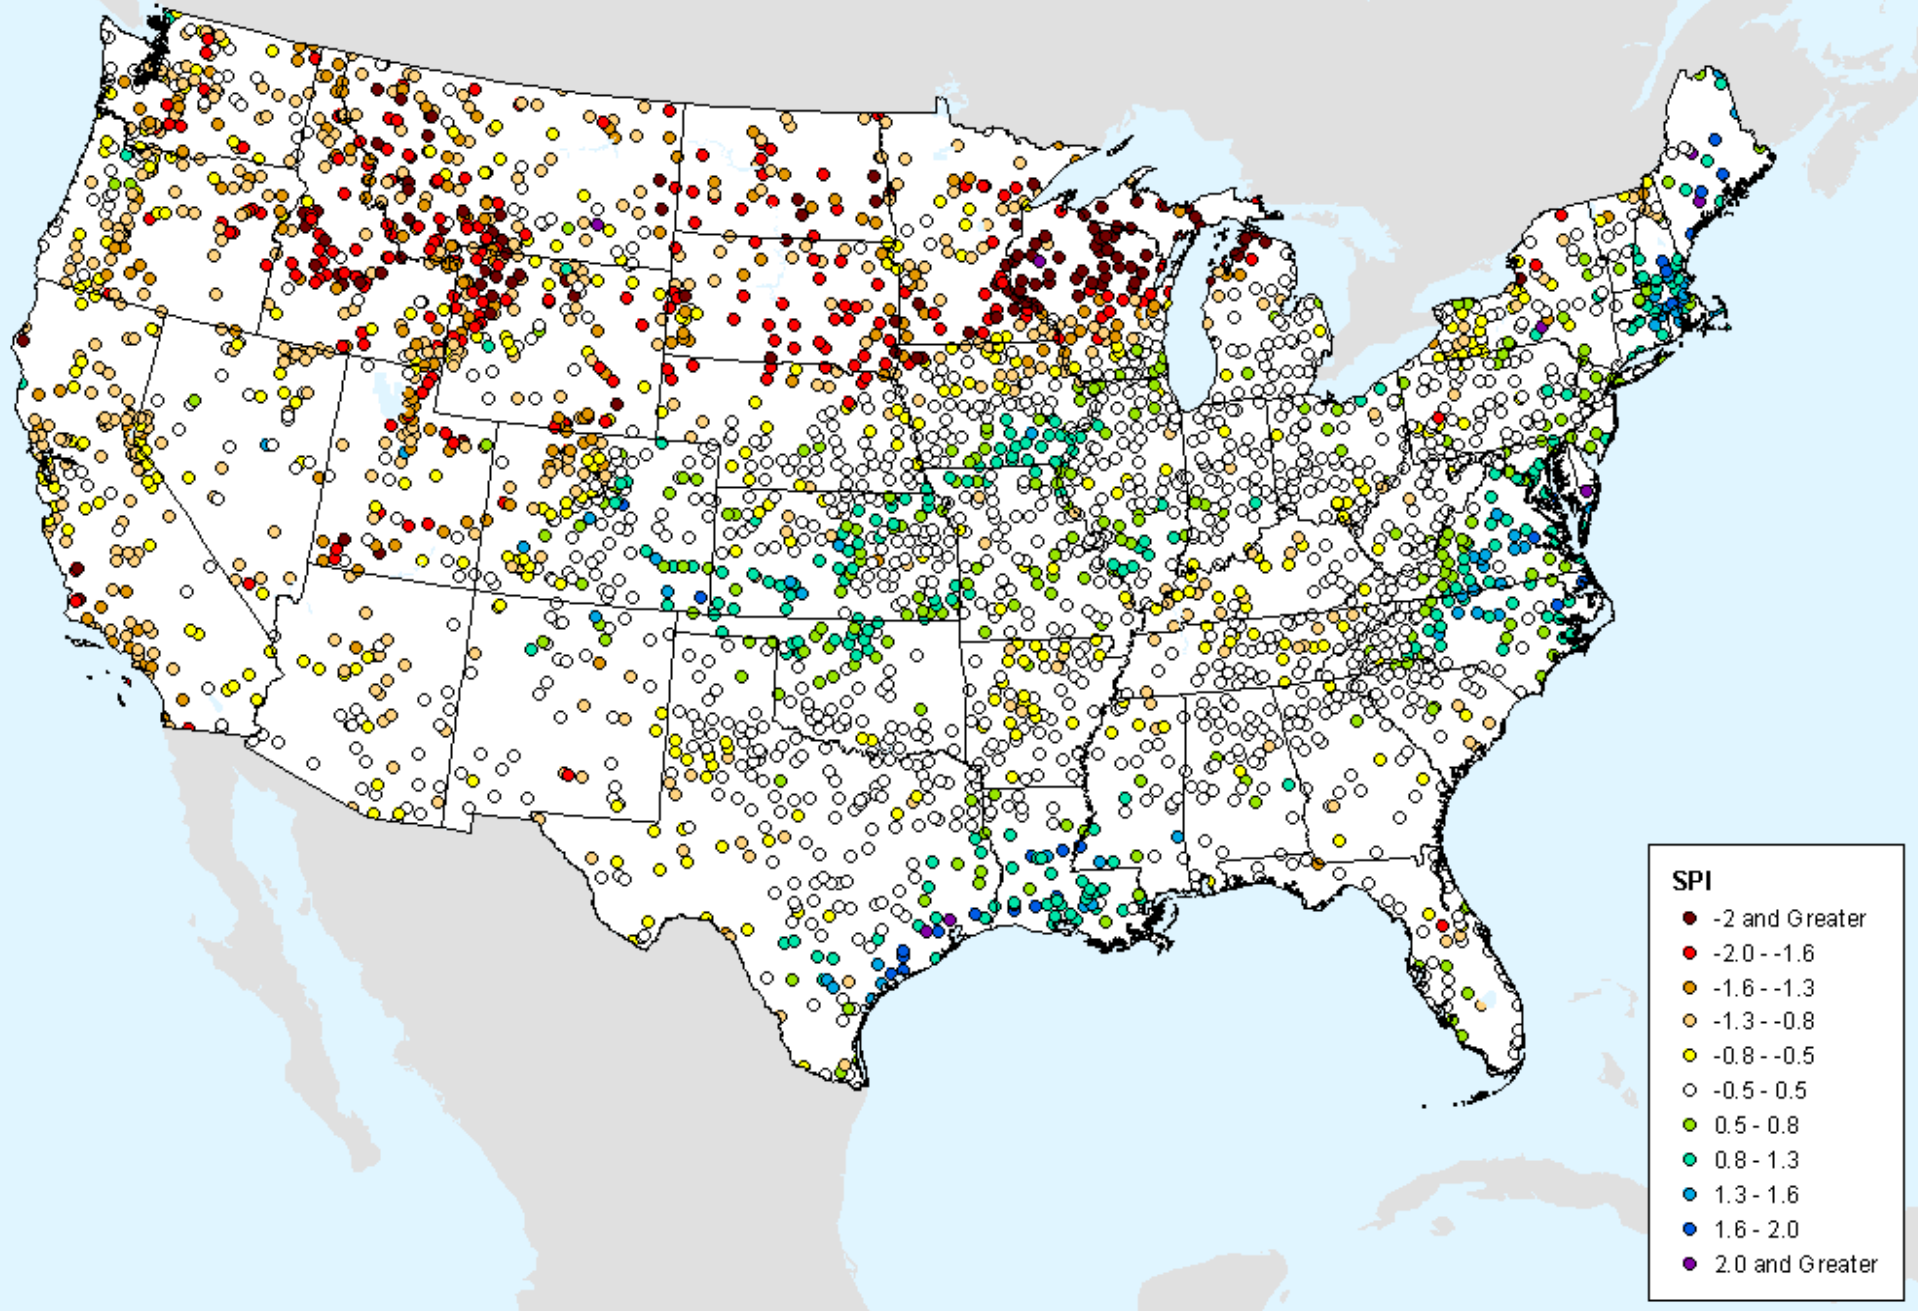 SPI
-2 and Greater
-2.0 - -1.6
-1.6 - -1.3
-1.3 - -0.8
-0.8 - -0.5
-0.5 - 0.5
0.5 - 0.8
0.8 - 1.3
1.3 - 1.6
1.6 - 2.0
2.0 and Greater